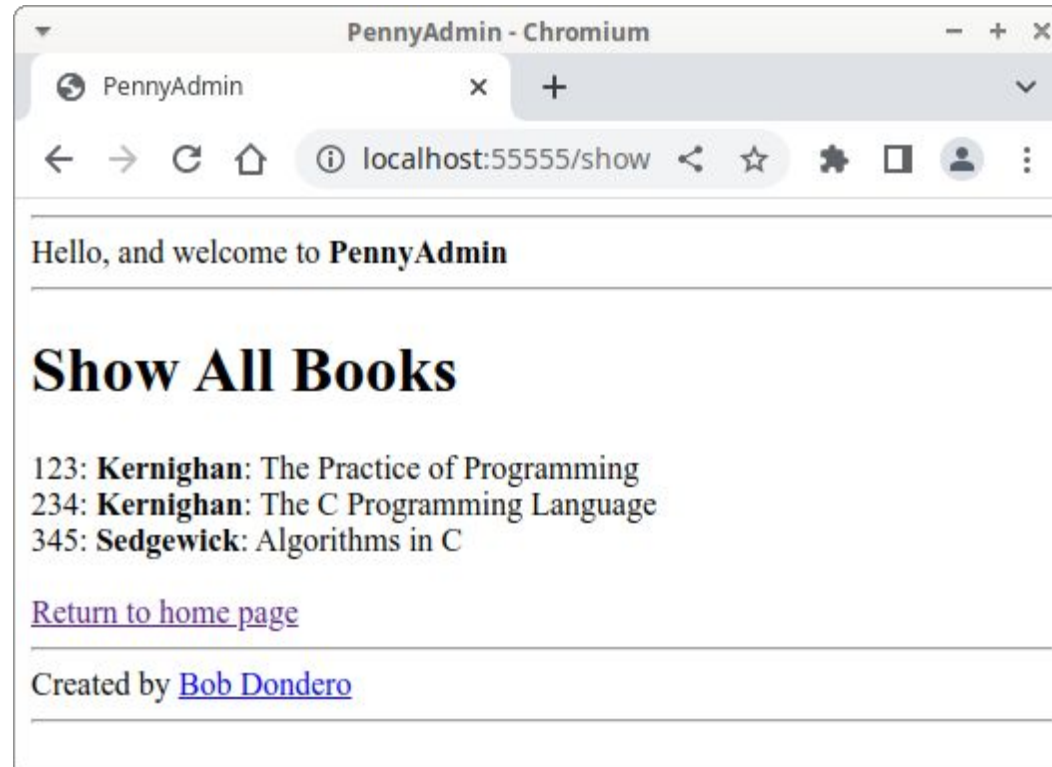 PennyAdmin - Chromium
PennyAdmin
localhost:55555/show
Hello, and welcome to PennyAdmin
Show All Books
123: Kernighan: The Practice of Programming
234: Kernighan: The C Programming Language
345: Sedgewick: Algorithms in C
Return to home page
Created by Bob Dondero